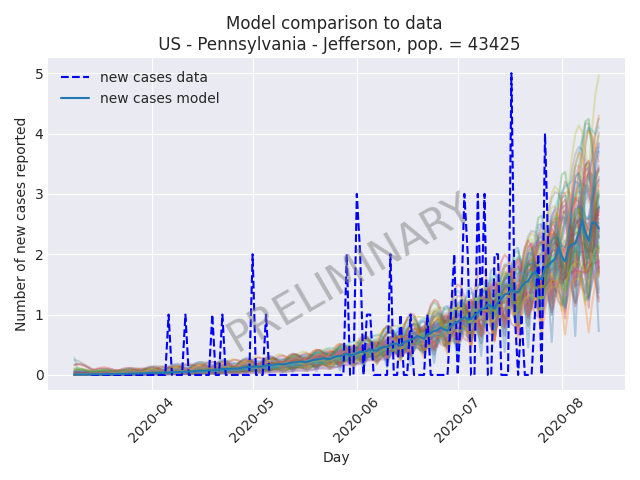 Model comparison to data
US - Pennsylvania - Jefferson, pop. = 43425
new cases data
new cases model
PRELIMINARY
Number of new cases reported
5
4
3
2
1
0
2020-04
2020-05
2020-06
2020-07
2020-08
Day